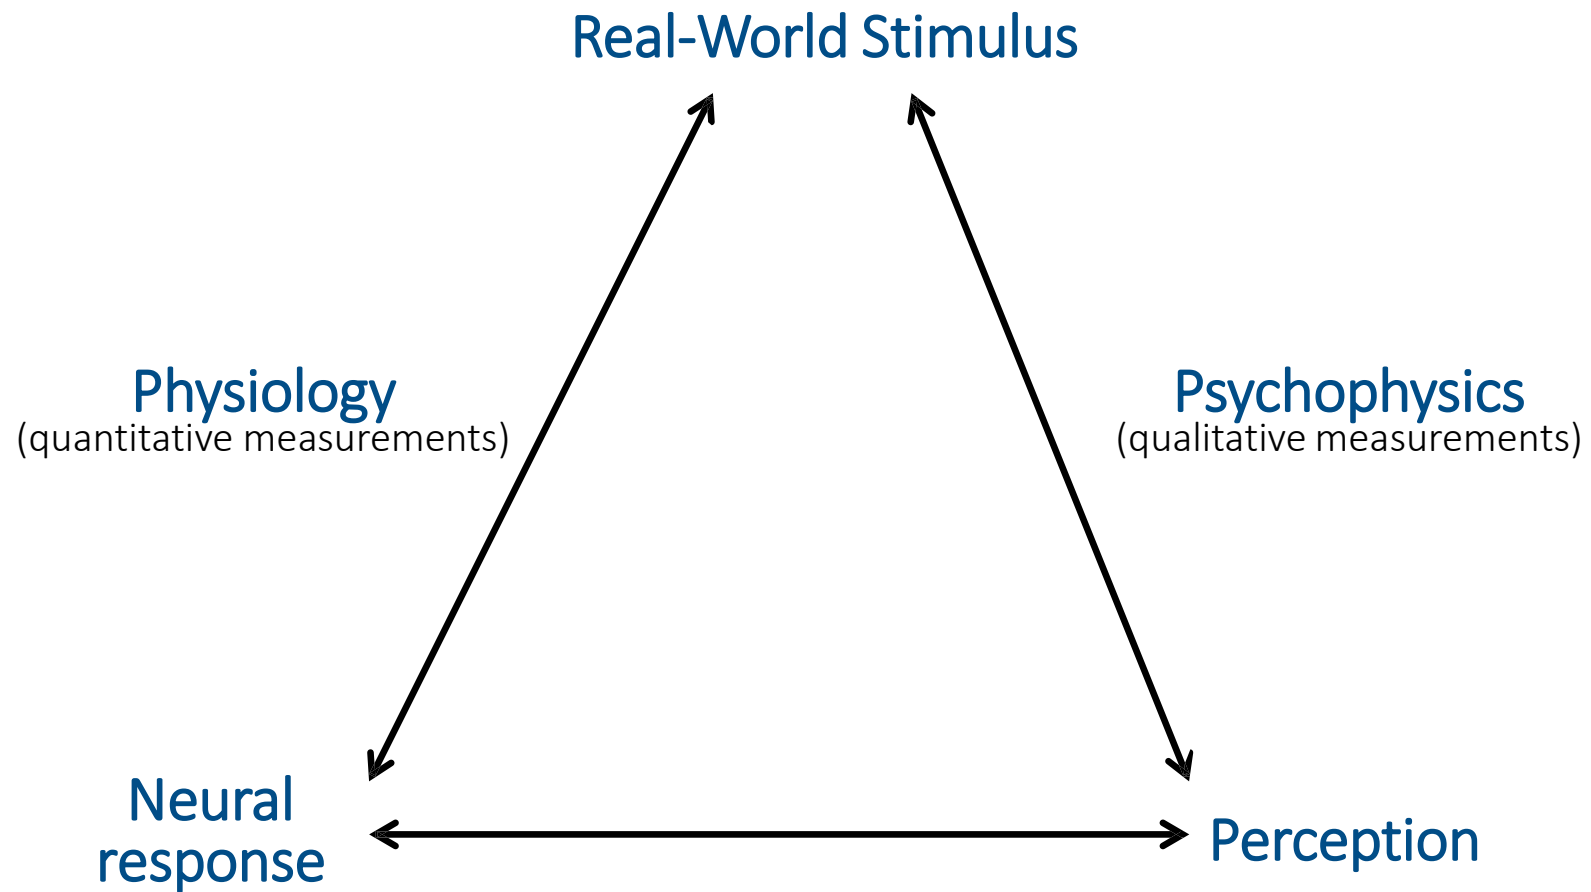 Real-World Stimulus
Physiology
(quantitative measurements)
Psychophysics
(qualitative measurements)
Neural
response
Perception